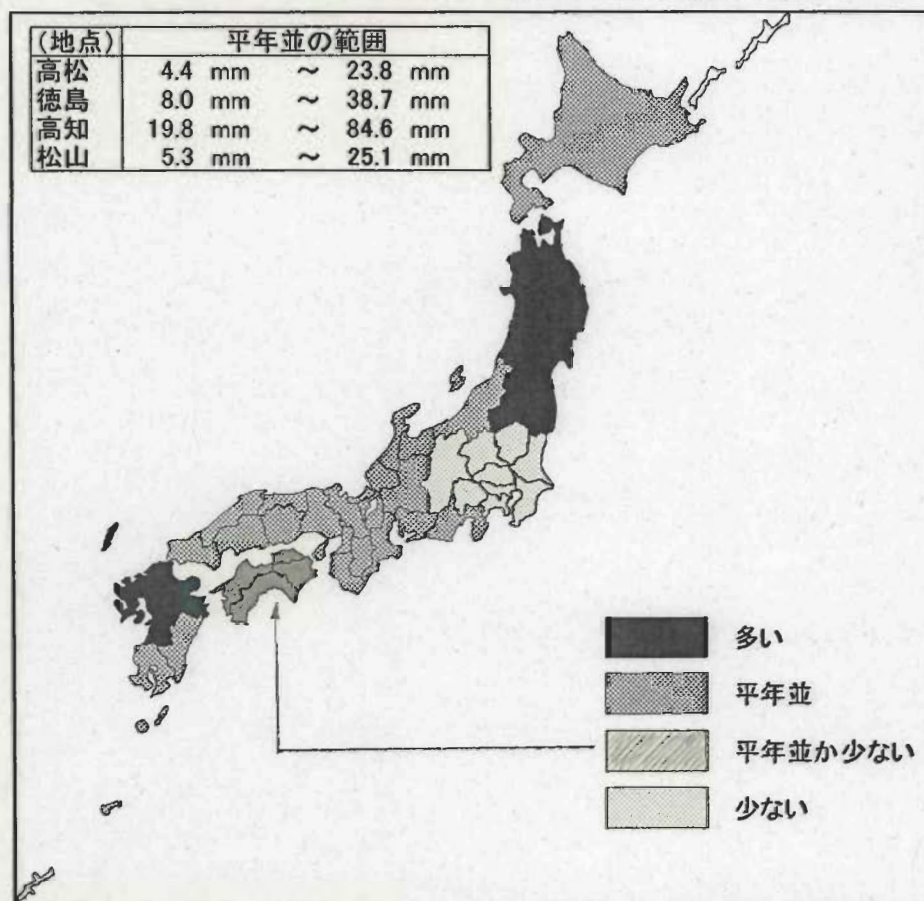 (地点) 平年並の範囲
高松 4.4 mm ～ 23.8 mm
徳島 8.0 mm ～ 38.7 mm
高知 19.8 mm ～ 84.6 mm
松山 5.3 mm ～ 25.1 mm
多い
平年並
平年並か少ない
少ない